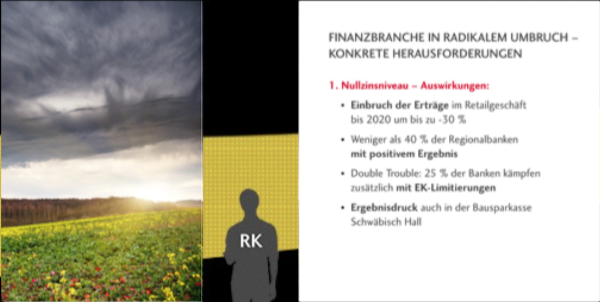 FINANZBRANCHE IN RADIKALEM UMBRUCH –
KONKRETE HERAUSFORDERUNGEN
1. Nullzinsniveau – Auswirkungen:
• Einbruch der Erträge im Retailgeschäft
bis 2020 um bis zu -30 %
• Weniger als 40 % der Regionalbanken
mit positivem Ergebnis
• Double Trouble: 25 % der Banken kämpfen
zusätzlich mit EK-Limitierungen
• Ergebnisdruck auch in der Bausparkasse
Schwäbisch Hall
RK